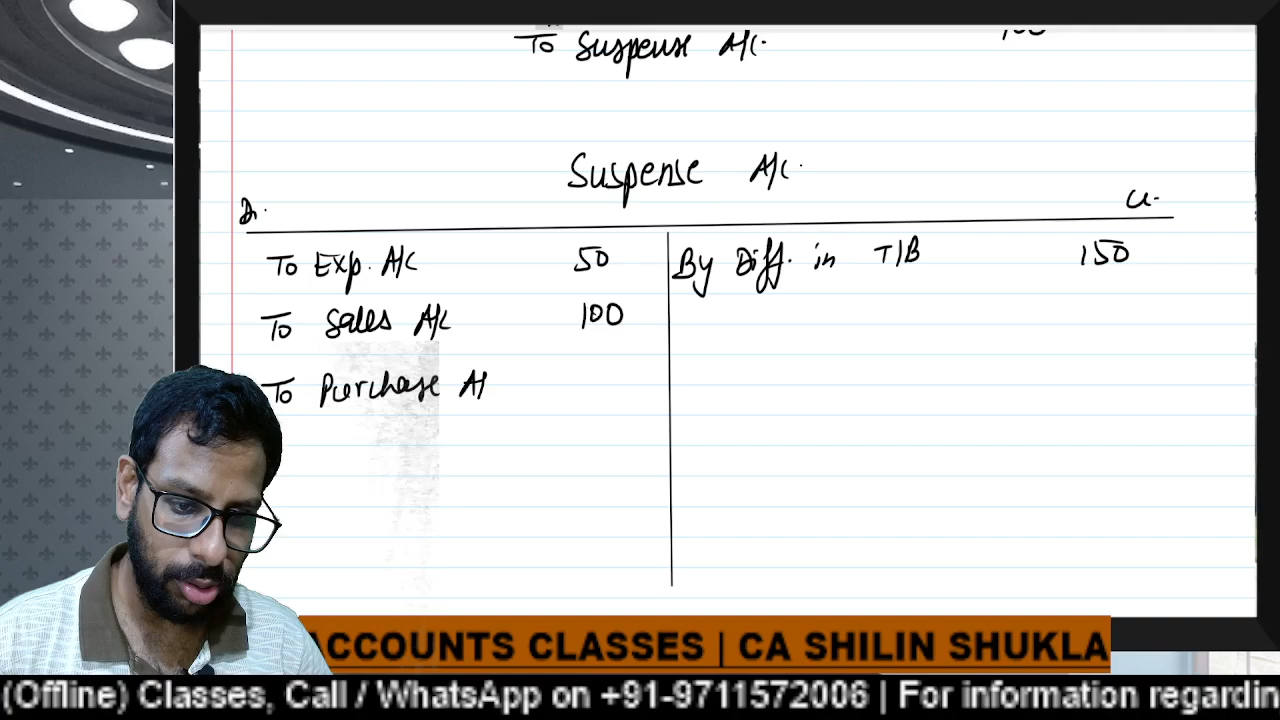 To Suspense A/c.
100
Suspense A/c.
Dr.
Cr.
To Exp. A/c 50
By Diff. in T/B 150
To Sales A/c 100
To Purchase A/
ACCOUNTS CLASSES | CA SHILIN SHUKLA
(Offline) Classes, Call / WhatsApp on +91-9711572006 | For information regardin